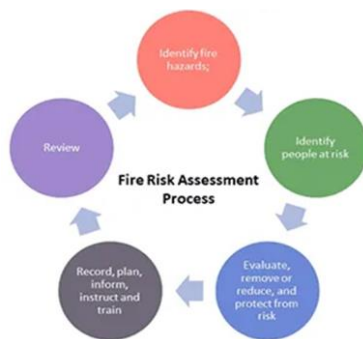 Identify fire
hazards;
Identify
people at risk
Evaluate,
remove or
reduce, and
protect from
risk
Record, plan,
inform,
instruct and
train
Review
Fire Risk Assessment
Process